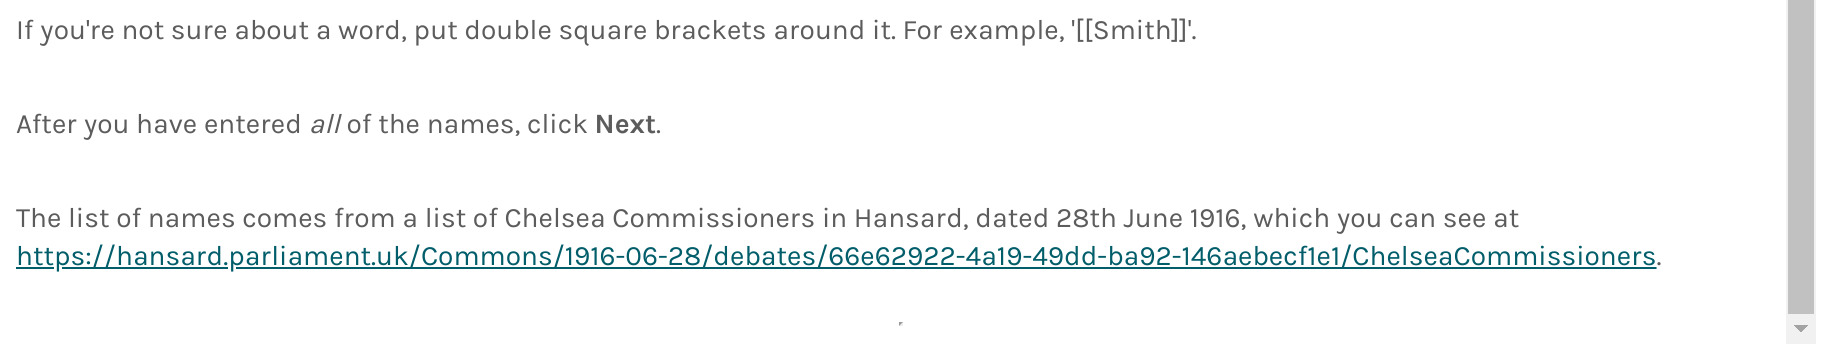 If you're not sure about a word, put double square brackets around it. For example, '[[Smith]]'.
After you have entered all of the names, click Next.
The list of names comes from a list of Chelsea Commissioners in Hansard, dated 28th June 1916, which you can see at
https://hansard.parliament.uk/Commons/1916-06-28/debates/66e62922-4a19-49dd-ba92-146aebecf1e1/ChelseaCommissioners.